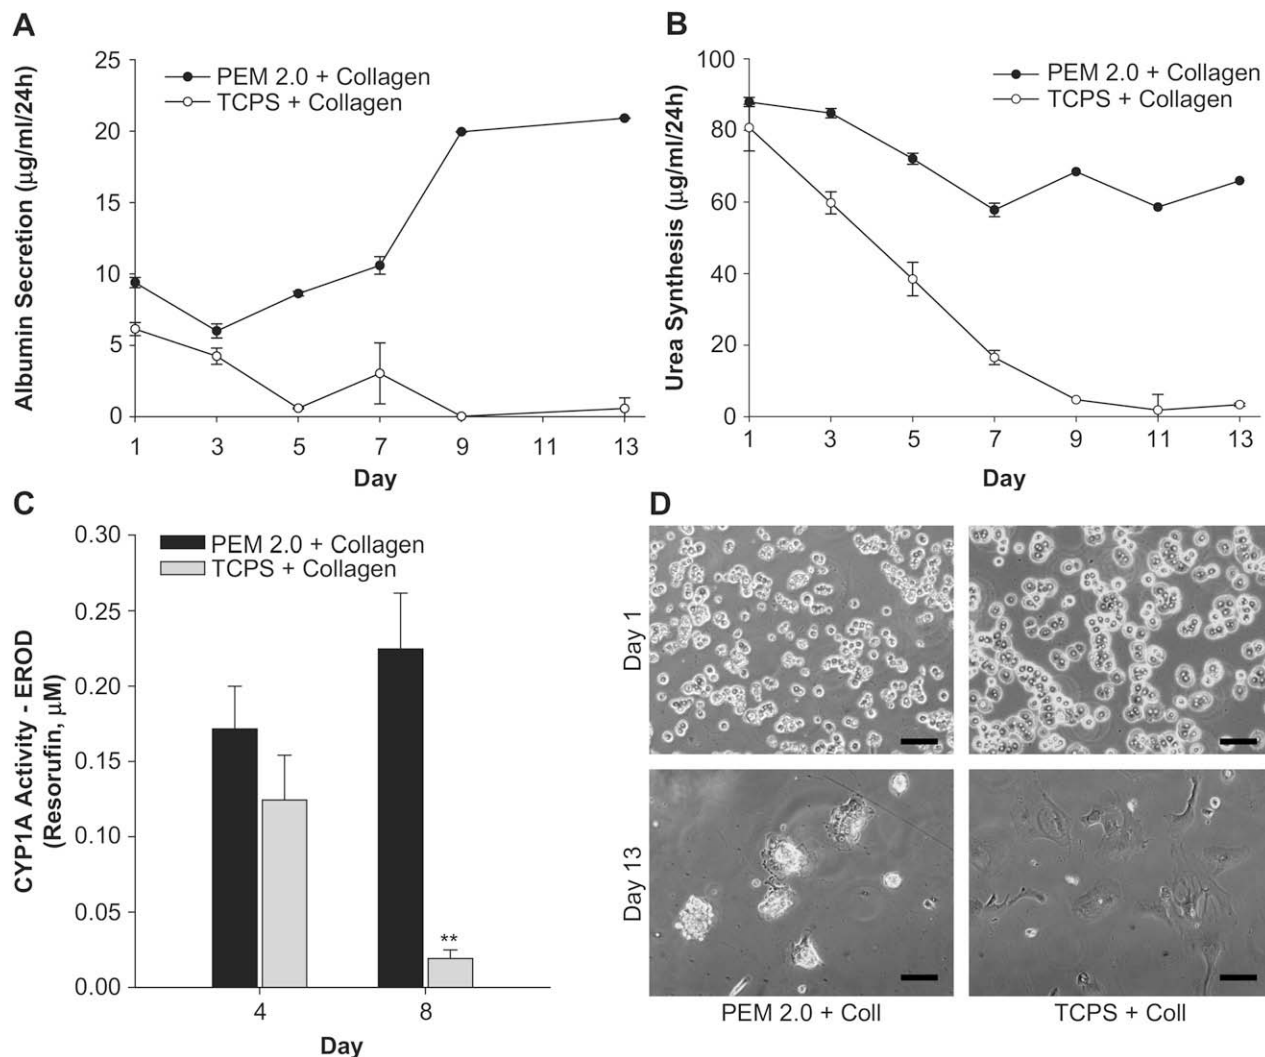 A
25
20
15
10
5
0
PEM 2.0 + Collagen
TCPS + Collagen
Albumin Secretion (µg/ml/24h)
1 3 5 7 9 11 13
Day
B
100
80
60
40
20
0
PEM 2.0 + Collagen
TCPS + Collagen
Urea Synthesis (µg/ml/24h)
1 3 5 7 9 11 13
Day
C
0.30
0.25
0.20
0.15
0.10
0.05
0.00
PEM 2.0 + Collagen
TCPS + Collagen
CYP1A Activity - EROD
(Resorufin, µM)
**
4 8
Day
D
Day 1
Day 13
PEM 2.0 + Coll
TCPS + Coll